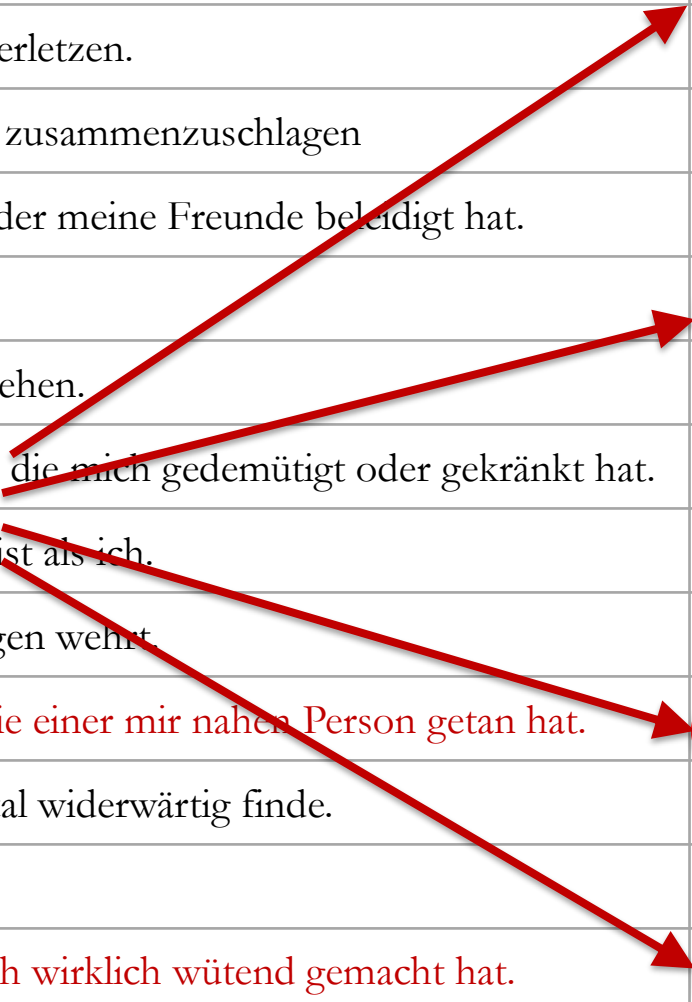 erletzen.
zusammenzuschlagen
der meine Freunde beleidigt hat.
ehen.
die mich gedemütigt oder gekränkt hat.
ist als ich.
gen wehrt.
ie einer mir nahen Person getan hat.
al widerwärtig finde.
h wirklich wütend gemacht hat.